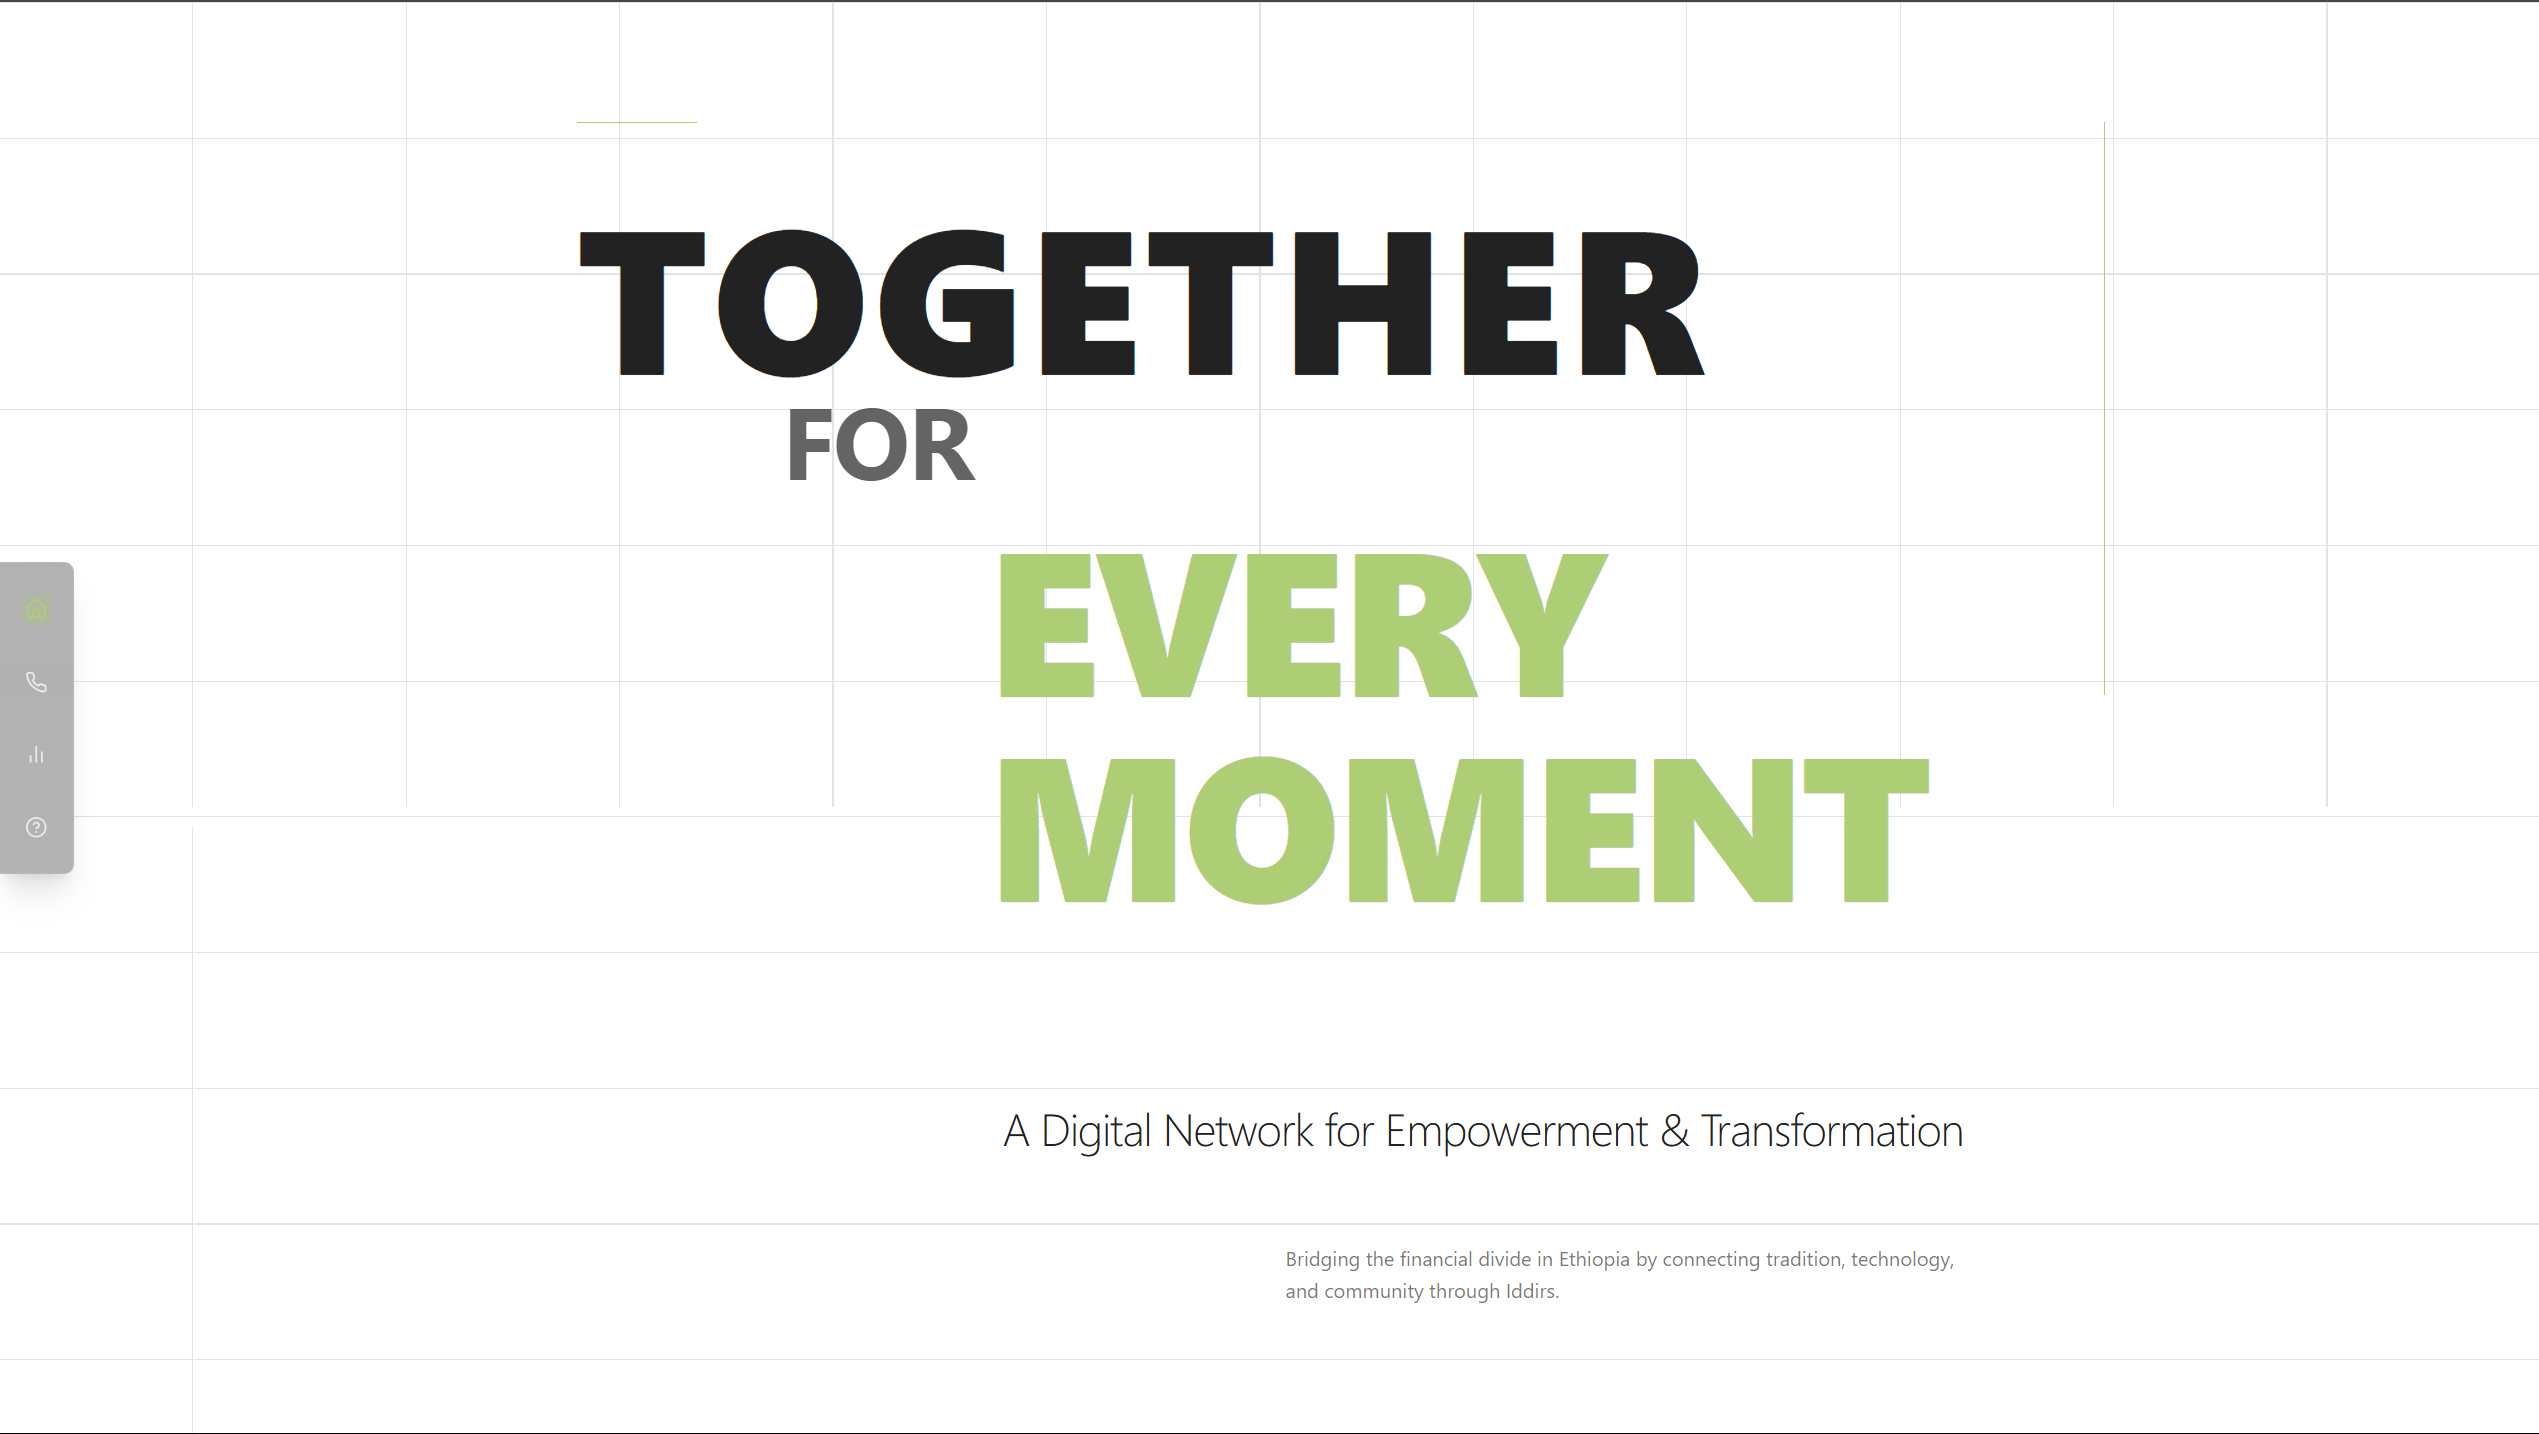 TOGETHER
FOR
EVERY
MOMENT
A Digital Network for Empowerment & Transformation
Bridging the financial divide in Ethiopia by connecting tradition, technology,
and community through Iddirs.